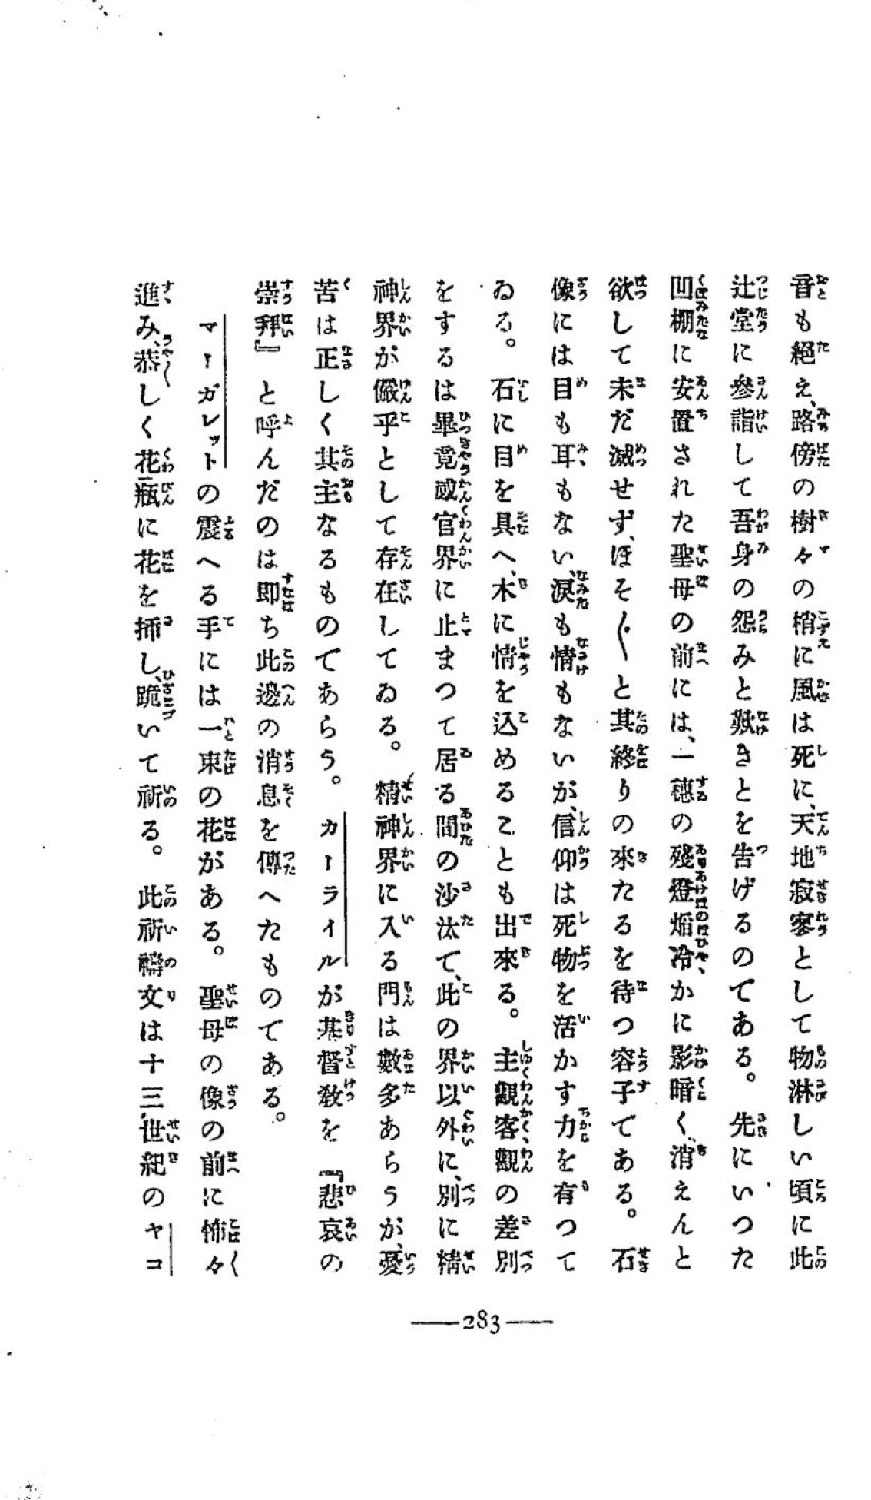 音も絕え、路傍の樹々の梢に風は死に、天地寂寥として物淋しい頃に此
辻堂に參詣して吾身の怨みと歎きとを告げるのである。先にいつた
凹棚に安置された聖母の前には、一穗の殘燈焔冷かに影暗く、消えんと
欲して未だ滅せず、ほそ〲と其終りの來たるを待つ容子である。石
像には目も耳もない、淚も情もないが、信仰は死物を活かす力を有つて
ゐる。石に目を具へ、木に情を込めることも出來る。主觀客觀の差別
をするは畢竟感官界に止まつて居る間の沙汰で、此の界以外に、別に精
神界が儼乎として存在してゐる。精神界に入る門は數多あらうが、憂
苦は正しく其主なるものであらう。カーライルが基督敎を『悲哀の
崇拜』と呼んだのは卽ち此邊の消息を傳へたものである。
マーガレットの震へる手には一束の花がある。聖母の像の前に怖々
進み、恭しく花瓶に花を揷し、跪いて祈る。此祈禱文は十三世紀のヤコ
283